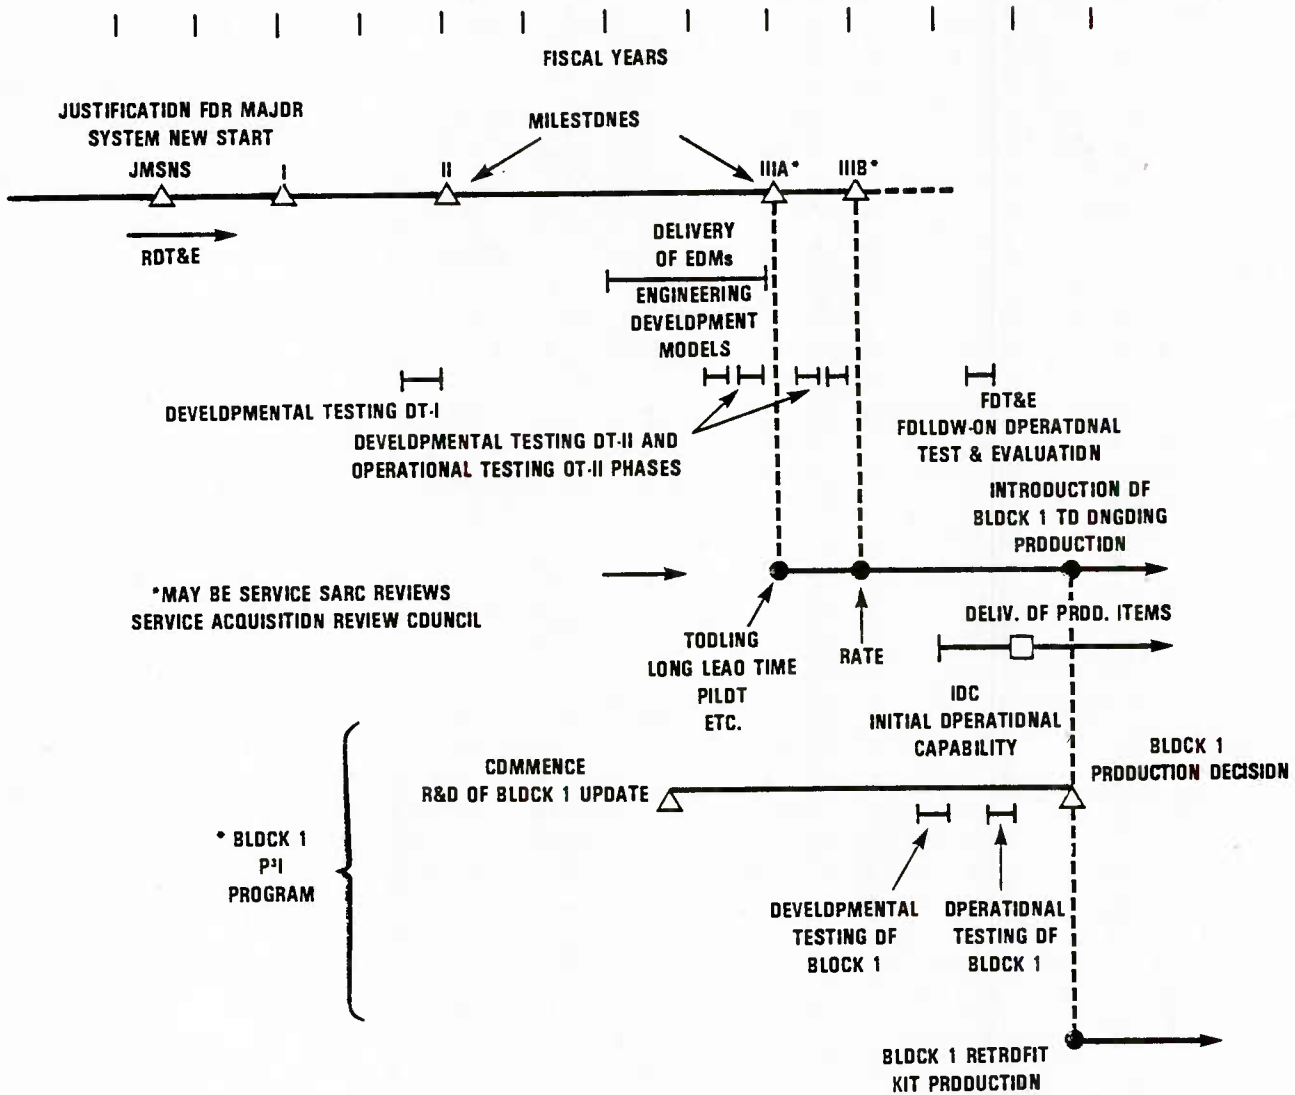 FISCAL YEARS
JUSTIFICATION FOR MAJOR
SYSTEM NEW START
MILESTONES
JMSNS
I
II
IIIA*
IIIB*
RDT&E
DELIVERY
OF EDMs
ENGINEERING
DEVELOPMENT
MODELS
DEVELOPMENTAL TESTING DT-I
DEVELOPMENTAL TESTING DT-II AND
OPERATIONAL TESTING OT-II PHASES
FOT&E
FOLLOW-ON OPERATONAL
TEST & EVALUATION
INTRODUCTION OF
BLOCK 1 TO ONGOING
PRODUCTION
*MAY BE SERVICE SARC REVIEWS
SERVICE ACQUISITION REVIEW COUNCIL
TOOLING
LONG LEAD TIME
PILOT
ETC.
RATE
DELIV. OF PROD. ITEMS
IOC
INITIAL OPERATIONAL
CAPABILITY
COMMENCE
R&D OF BLOCK 1 UPDATE
BLOCK 1
PRODUCTION DECISION
* BLOCK 1
P³I
PROGRAM
DEVELOPMENTAL
TESTING OF
BLOCK 1
OPERATIONAL
TESTING OF
BLOCK 1
BLOCK 1 RETROFIT
KIT PRODUCTION